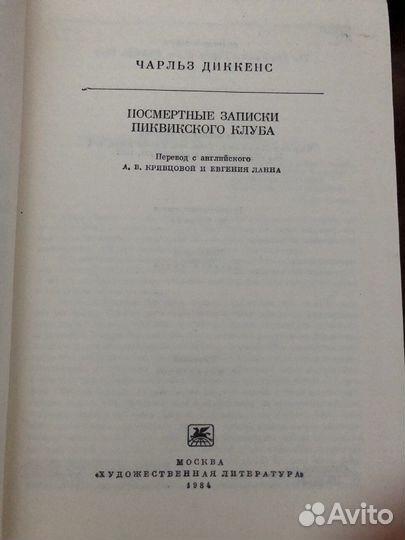 ЧАРЛЬЗ ДИККЕНС
ПОСМЕРТНЫЕ ЗАПИСКИ
ПИКВИКСКОГО КЛУБА
Перевод с английского
А. В. КРИВЦОВОЙ И ЕВГЕНИЯ ЛАННА
МОСКВА
«ХУДОЖЕСТВЕННАЯ ЛИТЕРАТУРА»
1984
Avito